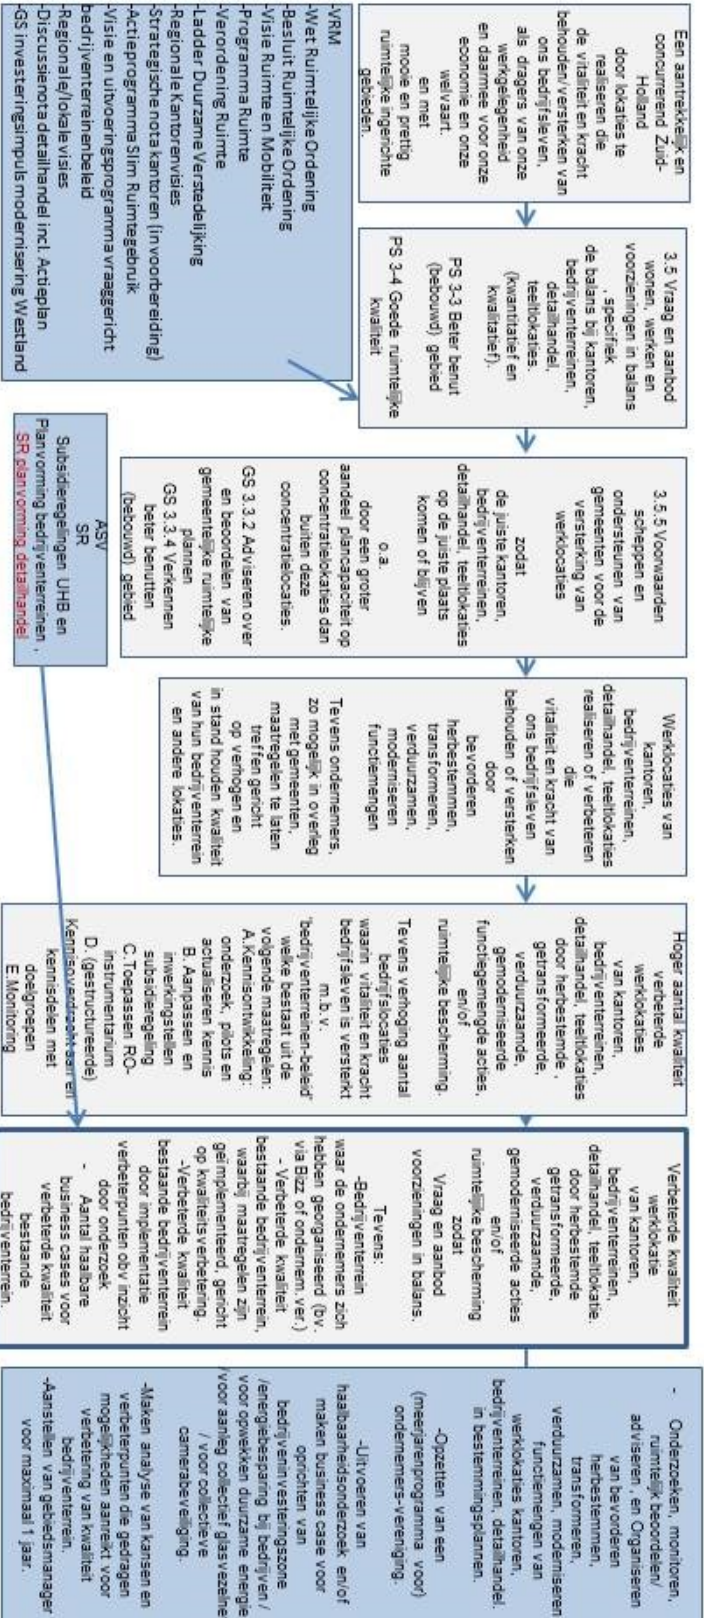 Een aantrekkelijk en
concurrerend Zuid-
Holland
door lokaties te
realiseren die
de vitaliteit en kracht
behouden/versterken van
ons bedrijfsleven,
als dragers van onze
werkgelegenheid
en daarmee voor onze
economie en onze
welvaart.
en met
mooie en prettig
ruimtelijke ingerichte
gebieden.
3.5 Vraag en aanbod
wonen, werken en
voorzieningen in balans
, specifiek
de balans bij kantoren,
bedrijventerreinen,
detailhandel,
teeltlokaties.
(kwantitatief en
kwalitatief).
PS 3-3 Beter benut
(bebouwd) gebied
PS 3-4 Goede ruimtelijke
kwaliteit
-VRM
-Wet Ruimtelijke Ordening
-Besluit Ruimtelijke Ordening
-Visie Ruimte en Mobiliteit
-Programma Ruimte
-Verordening Ruimte
-Ladder Duurzame Verstedelijking
-Regionale Kantorenvisies
-Strategische nota kantoren (in voorbereiding)
-Actieprogramma Slim Ruimtegebruik
-Visie en uitvoeringsprogramma vraaggericht
bedrijventerreinenbeleid
-Regionale/lokale visies
-Discussienota detailhandel incl. Actieplan
-GS investeringsimpuls modernisering Westland
3.5.5 Voorwaarden
scheppen en
ondersteunen van
gemeenten voor de
versterking van
werklocaties
zodat
de juiste kantoren,
bedrijventerreinen,
detailhandel, teeltlokaties
op de juiste plaats
komen of blijven
o.a.
door een groter
aandeel plancapaciteit op
concentratielokaties dan
buiten deze
concentratielocaties.
GS 3.3.2 Adviseren over
en beoordelen van
gemeentelijke ruimtelijke
plannen
GS 3.3.4 Verkennen
beter benutten
(bebouwd) gebied
ASV
Subsidieregelingen UHB en
SR
Planvorming bedrijventerreinen ,
SR planvorming detailhandel
Werklocaties van
kantoren,
bedrijventerreinen,
detailhandel, teeltlokaties
realiseren of verbeteren
die
vitaliteit en kracht van
ons bedrijfsleven
behouden of versterken
door
bevorderen
herbestemmen,
transformeren,
verduurzamen,
moderniseren
functiemengen
Tevens ondernemers,
zo mogelijk in overleg
met gemeenten,
maatregelen te laten
treffen gericht
op verhogen en
in stand houden kwaliteit
van hun bedrijventerrein
en andere lokaties.
Hoger aantal kwaliteit
verbeterde
werklokaties
van kantoren,
bedrijventerreinen,
detailhandel, teeltlokaties
door herbestemde ,
getransformeerde,
verduurzaamde,
gemoderniseerde
functiegemengde acties,
en/of
ruimtelijke bescherming.
Tevens verhoging aantal
bedrijfslocaties
waarin vitaliteit en kracht
bedrijfsleven is versterkt
m.b.v.
'bedrijventerreinen-beleid'
welke bestaat uit de
volgende maatregelen:
A.Kennisontwikkeling:
onderzoek, pilots en
actualiseren kennis
B. Aanpassen en
inwerkingstellen
subsidieregeling
C.Toepassen RO-
instrumentarium
D. (gestructureerde)
Kennisoverdracht aan en
kennisdelen met
doelgroepen
E.Monitoring
Verbeterde kwaliteit
werklokatie
van kantoren,
bedrijventerreinen,
detailhandel, teeltlokatie.
door herbestemde
getransformeerde,
verduurzaamde,
gemoderniseerde acties
en/of
ruimtelijke bescherming
zodat
Vraag en aanbod
voorzieningen in balans.
Tevens:
-Bedrijventerrein
waar de ondernemers zich
hebben georganiseerd (bv.
via Bizz of ondernem. ver.)
- Verbeterde kwaliteit
bestaande bedrijventerrein,
waarbij maatregelen zijn
geïmplementeerd, gericht
op kwaliteitsverbetering.
-Verbeterde kwaliteit
bestaande bedrijventerrein
door implementatie
verbeterpunten obv inzicht
door onderzoek
- Aantal haalbare
business cases voor
verbeterde kwaliteit
bestaande
bedrijventerrein.
- Onderzoeken, monitoren,
ruimtelijk beoordelen/
adviseren , en Organiseren
van bevorderen
herbestemmen,
transformeren,
verduurzamen, moderniseren
functiemengen van
werklokaties kantoren,
bedrijventerreinen, detailhandel.
in bestemmingsplannen.
-Opzetten van een
(meerjarenprogramma voor)
ondernemers-vereniging.
-Uitvoeren van
haalbaarheidsonderzoek en/of
maken business case voor
oprichten van
bedrijveninvesteringszone
/energiebesparing bij bedrijven /
voor opwekken duurzame energie
/voor aanleg collectief glasvezelne
/ voor collectieve
camerabeveiliging.
-Maken analyse van kansen en
verbeterpunten die gedragen
mogelijkheden aanreikt voor
verbetering van kwaliteit
bedrijventerrein.
-Aanstellen van gebiedsmanager
voor maximaal 1 jaar.